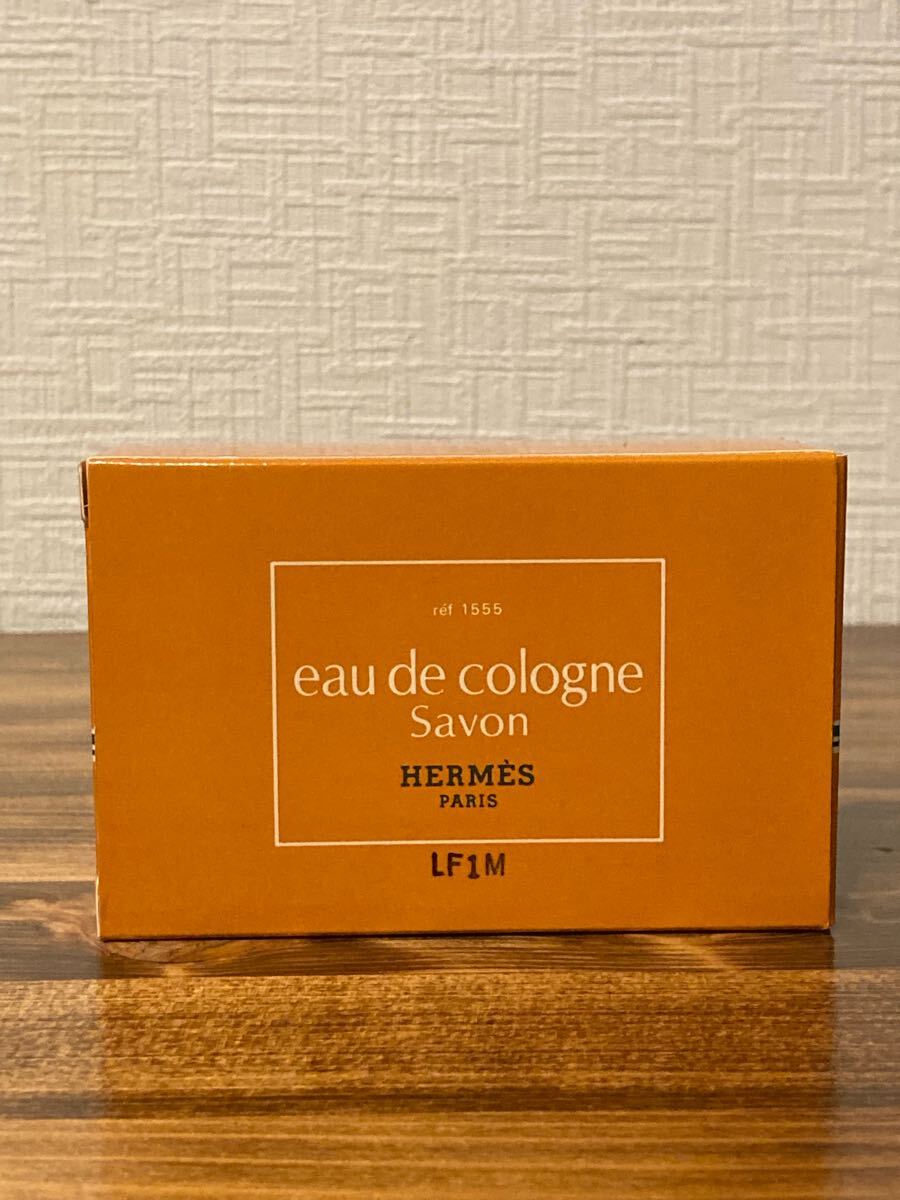 réf 1555
eau de cologne
Savon
HERMÈS
PARIS
LF1M